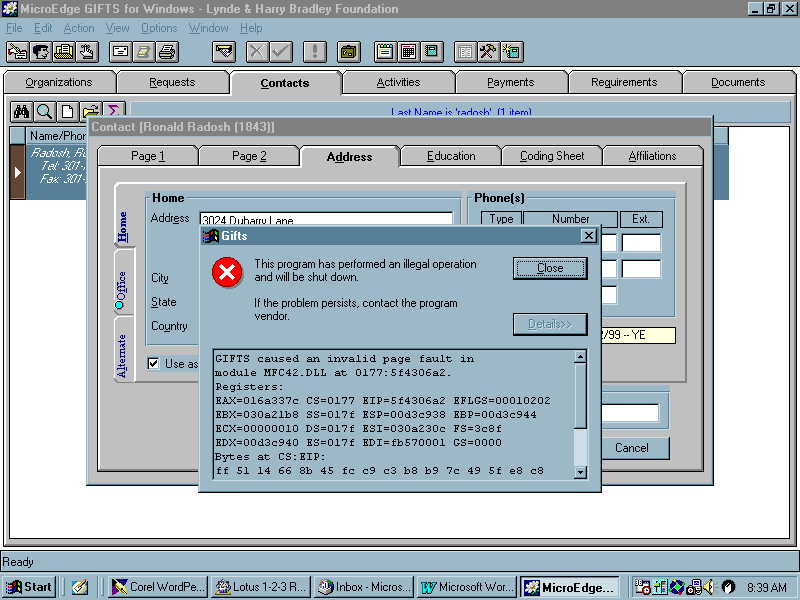 MicroEdge GIFTS for Windows - Lynde & Harry Bradley Foundation
File Edit Action View Options Window Help
Organizations Requests Contacts Activities Payments Requirements Documents
Last Name is 'radosh' (1 item)
Name/Phor
Radosh, Ro
Tel: 301-
Fax: 301-
Contact [Ronald Radosh (1843)]
Page 1 Page 2 Address Education Coding Sheet Affiliations
Home
Office
Alternate
Home
Address 3024 Dubarry Lane
City
State
Country
Use as
Phone(s)
Type Number Ext.
2/99 -- YE
Cancel
Gifts
This program has performed an illegal operation
and will be shut down.
If the problem persists, contact the program
vendor.
Close
Details>>
GIFTS caused an invalid page fault in
module MFC42.DLL at 0177:5f4306a2.
Registers:
EAX=016a337c CS=0177 EIP=5f4306a2 EFLGS=00010202
EBX=030a21b8 SS=017f ESP=00d3c938 EBP=00d3c944
ECX=00000010 DS=017f ESI=030a230c FS=3c8f
EDX=00d3c940 ES=017f EDI=fb570001 GS=0000
Bytes at CS:EIP:
ff 51 14 66 8b 45 fc c9 c3 b8 b9 7c 49 5f e8 c8
Ready
Start Corel WordPe... Lotus 1-2-3 R... Inbox - Micros... Microsoft Wor... MicroEdge... 8:39 AM